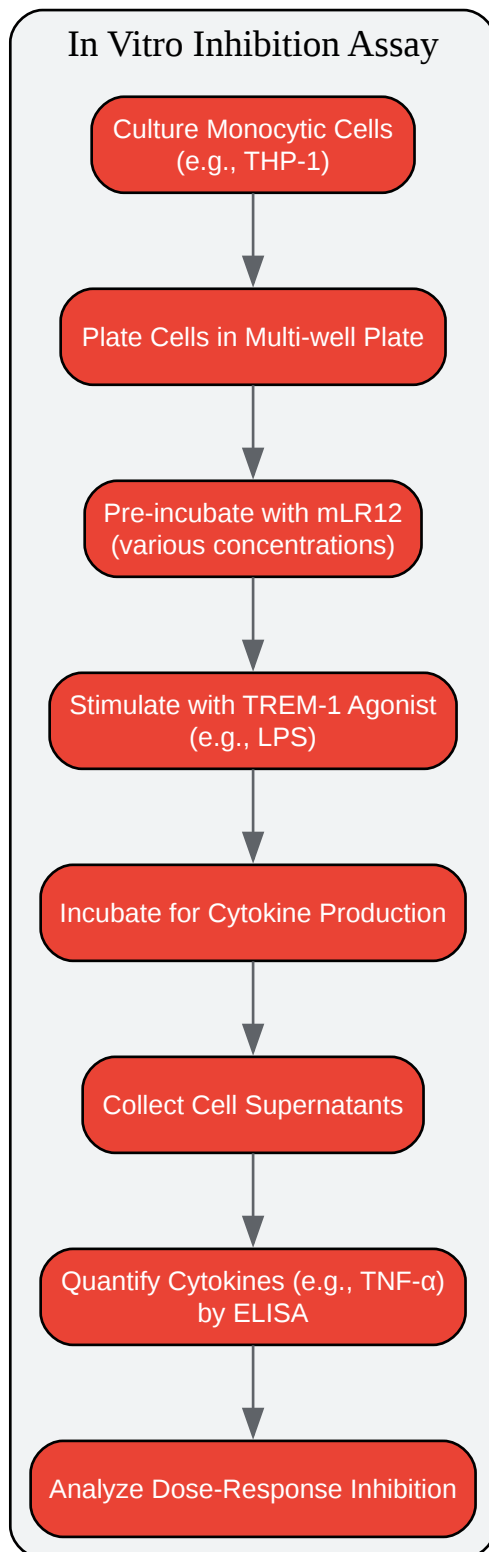 In Vitro Inhibition Assay
Culture Monocytic Cells
(e.g., THP-1)
Plate Cells in Multi-well Plate
Pre-incubate with mLR12
(various concentrations)
Stimulate with TREM-1 Agonist
(e.g., LPS)
Incubate for Cytokine Production
Collect Cell Supernatants
Quantify Cytokines (e.g., TNF-α)
by ELISA
Analyze Dose-Response Inhibition